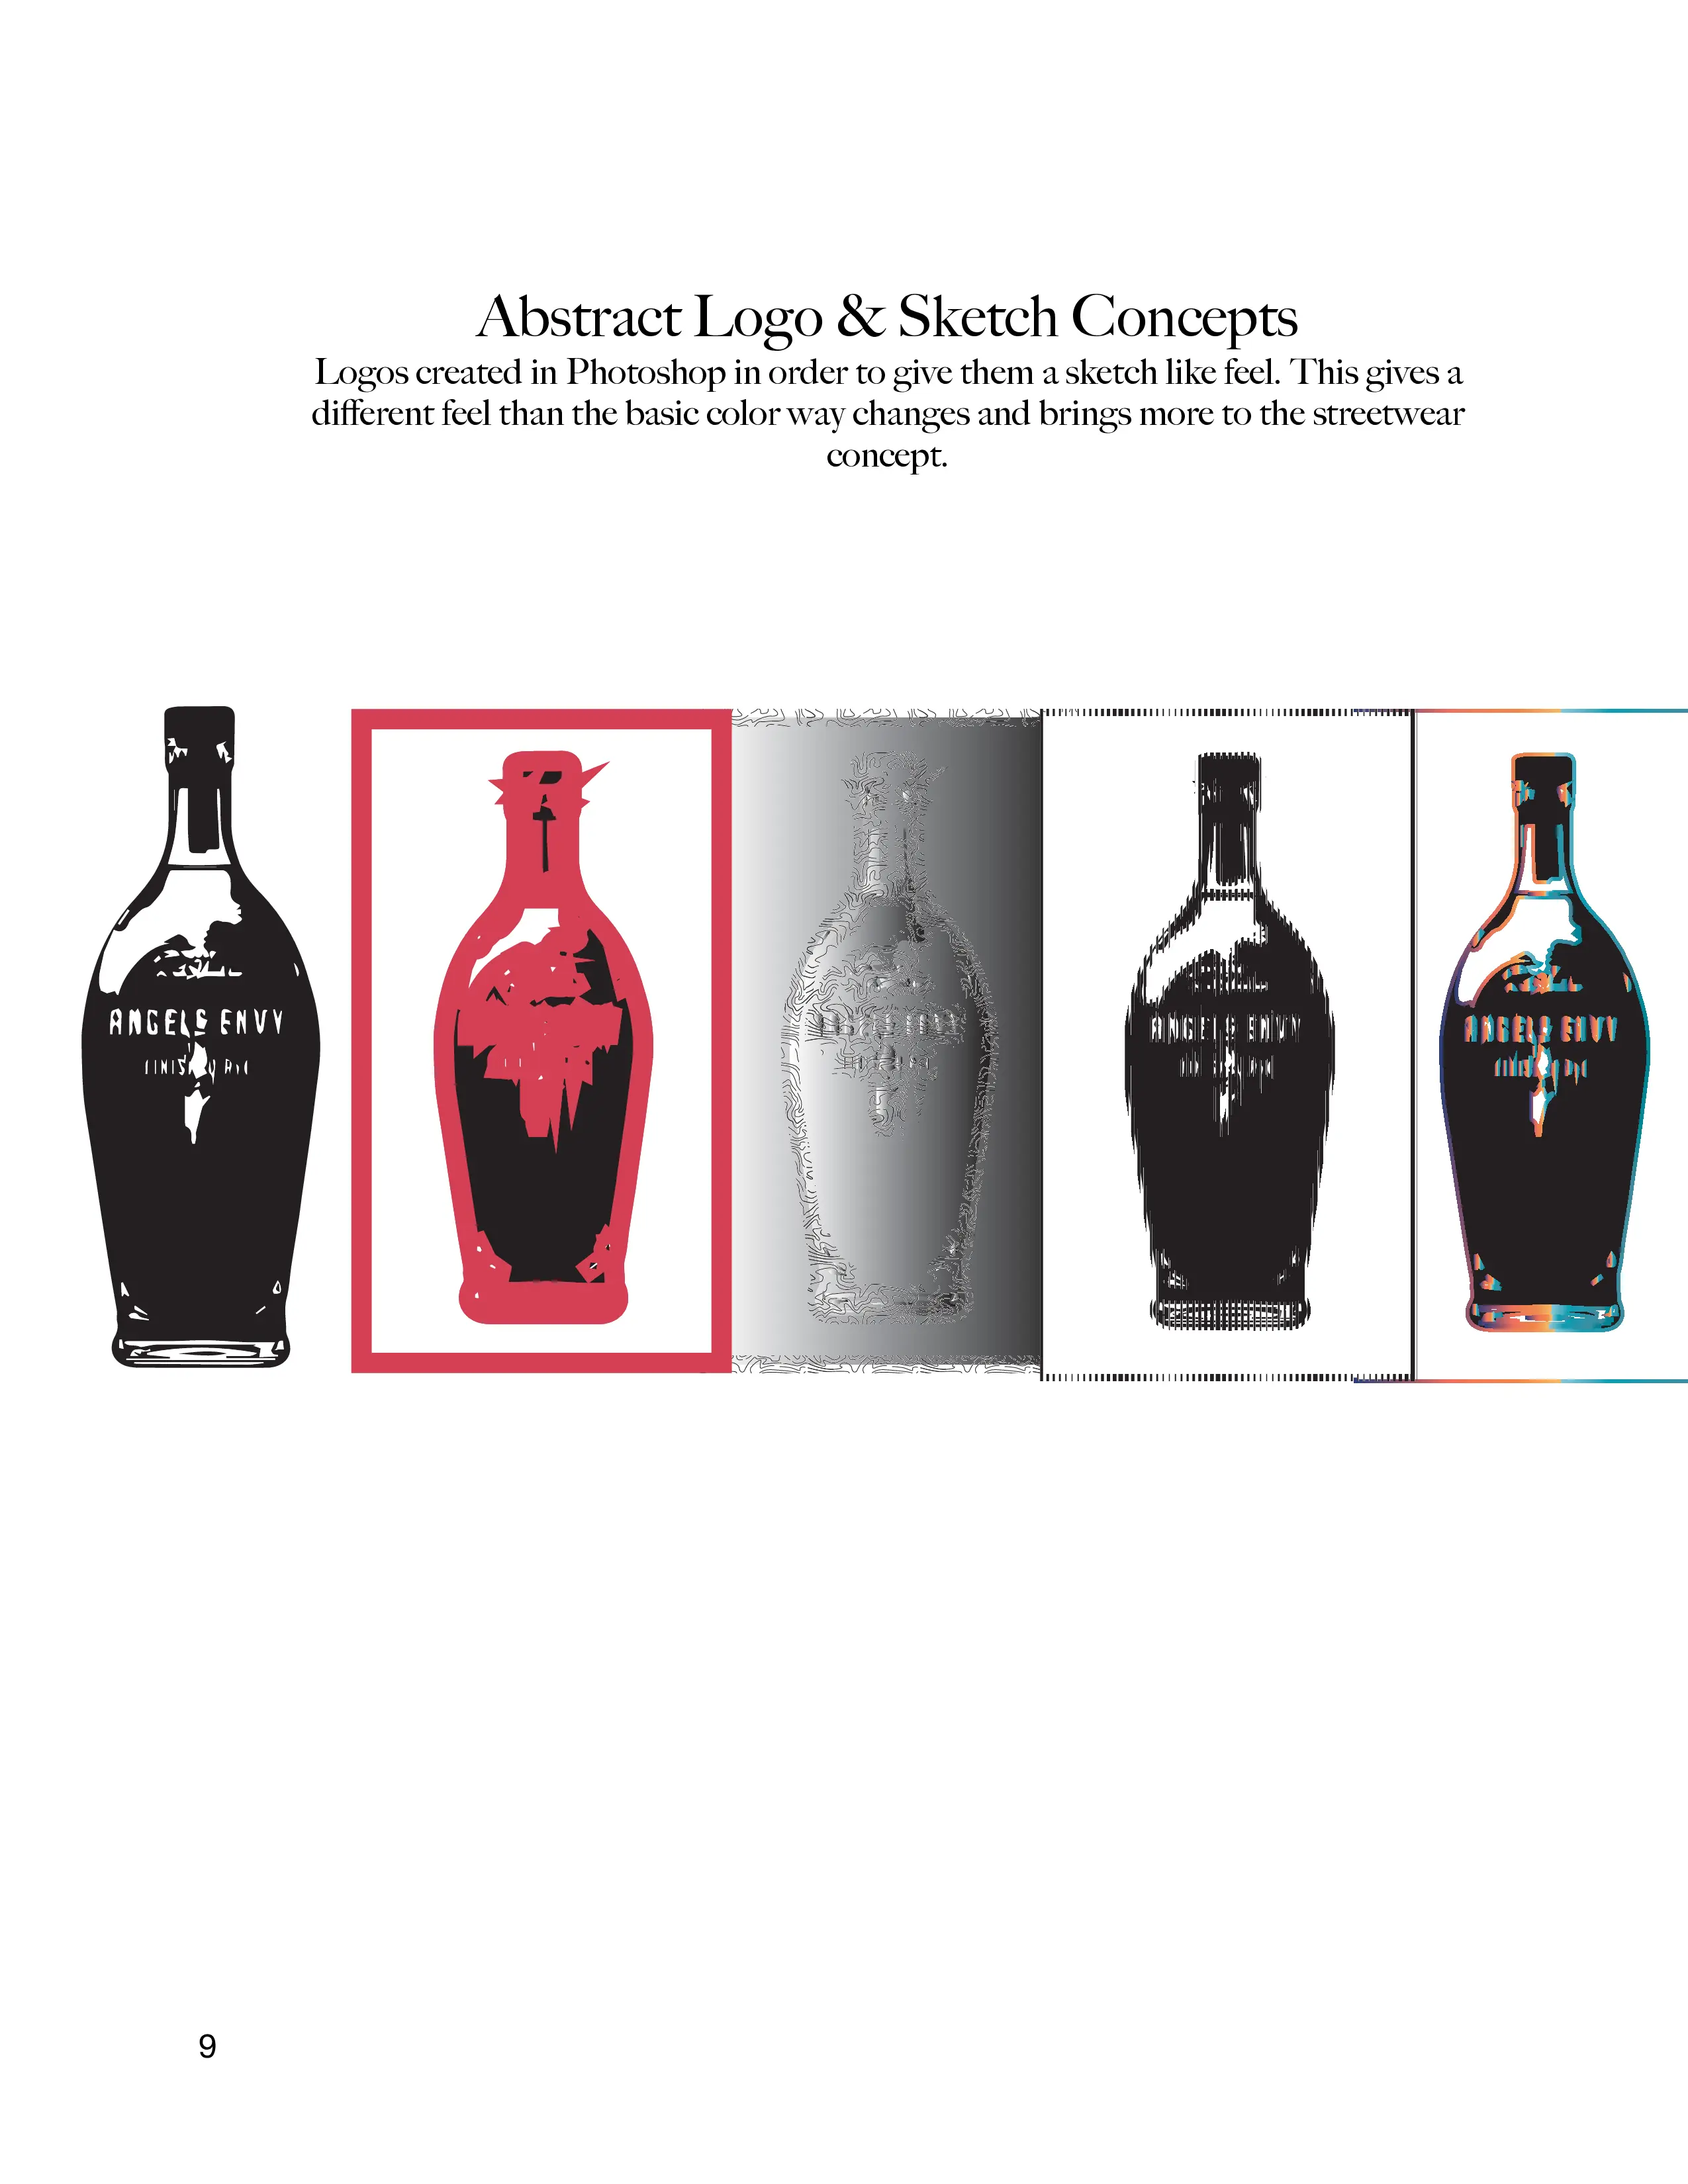 Abstract Logo & Sketch Concepts
Logos created in Photoshop in order to give them a sketch like feel. This gives a
different feel than the basic color way changes and brings more to the streetwear
concept.
ANGELS ENVY
ANGELS ENVY
ANGELS ENVY
9